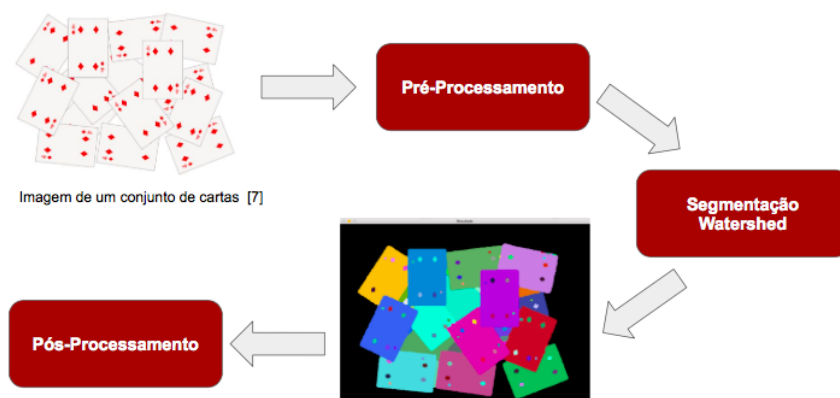 Pré-Processamento
Imagem de um conjunto de cartas [7]
Segmentação
Watershed
Pós-Processamento